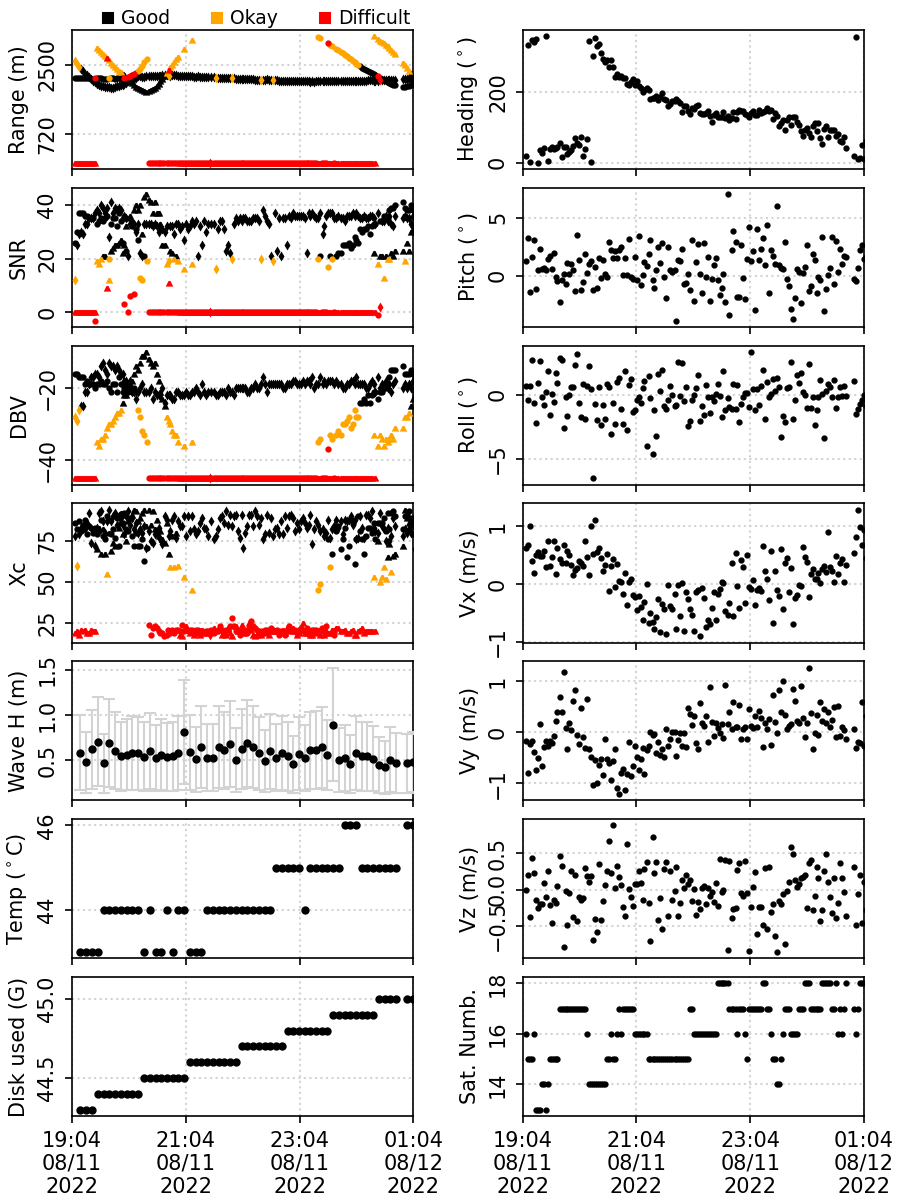 Good Okay Difficult
Range (m)
2500
720
Heading (°)
200
0
SNR
40
20
0
Pitch (°)
5
0
DBV
−20
−40
Roll (°)
0
−5
Xc
75
50
25
Vx (m/s)
1
0
−1
Wave H (m)
1.5
1.0
0.5
Vy (m/s)
1
0
−1
Temp (°C)
46
44
Vz (m/s)
0.5
0.0
−0.5
Disk used (G)
45.0
44.5
Sat. Numb.
18
16
14
19:04 21:04 23:04 01:04
08/11 08/11 08/11 08/12
2022 2022 2022 2022
19:04 21:04 23:04 01:04
08/11 08/11 08/11 08/12
2022 2022 2022 2022